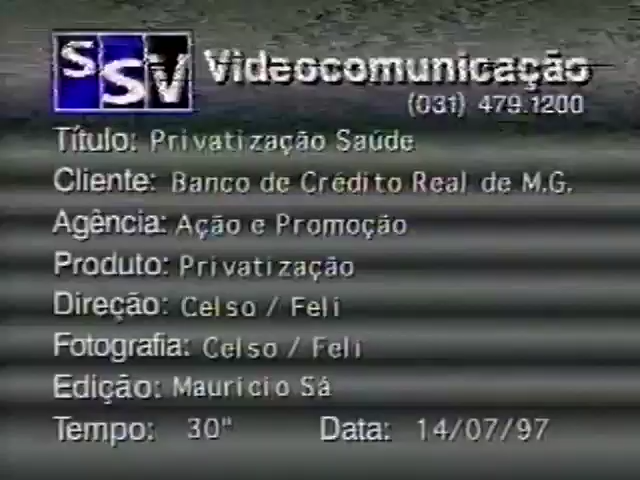 SSV Videocomunicação
(031) 479.1200
Título: Privatização Saúde
Cliente: Banco de Crédito Real de M.G.
Agência: Ação e Promoção
Produto: Privatização
Direção: Celso / Feli
Fotografia: Celso / Feli
Edição: Mauricio Sá
Tempo: 30" Data: 14/07/97